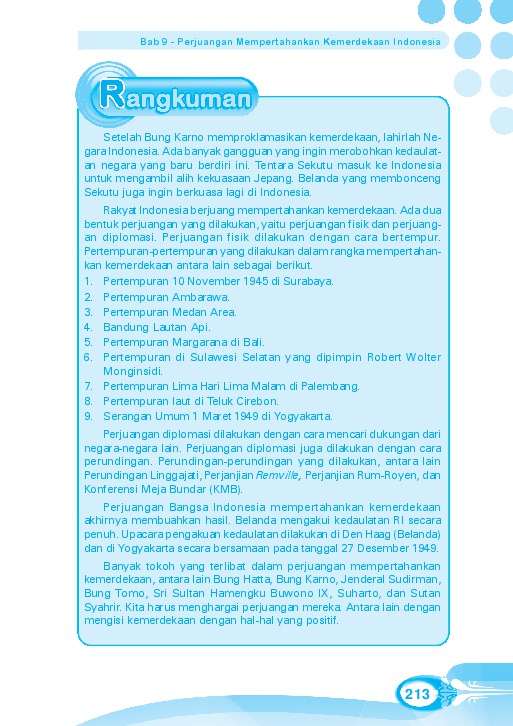 Bab 9 - Perjuangan Mempertahankan Kemerdekaan Indonesia
Rangkuman
Setelah Bung Karno memproklamasikan kemerdekaan, lahirlah Ne-
gara Indonesia. Ada banyak gangguan yang ingin merobohkan kedaulat-
an negara yang baru berdiri ini. Tentara Sekutu masuk ke Indonesia
untuk mengambil alih kekuasaan Jepang. Belanda yang membonceng
Sekutu juga ingin berkuasa lagi di Indonesia.
Rakyat Indonesia berjuang mempertahankan kemerdekaan. Ada dua
bentuk perjuangan yang dilakukan, yaitu perjuangan fisik dan perjuang-
an diplomasi. Perjuangan fisik dilakukan dengan cara bertempur.
Pertempuran-pertempuran yang dilakukan dalam rangka mempertahan-
kan kemerdekaan antara lain sebagai berikut.
1. Pertempuran 10 November 1945 di Surabaya.
2. Pertempuran Ambarawa.
3. Pertempuran Medan Area.
4. Bandung Lautan Api.
5. Pertempuran Margarana di Bali.
6. Pertempuran di Sulawesi Selatan yang dipimpin Robert Wolter
Monginsidi.
7. Pertempuran Lima Hari Lima Malam di Palembang.
8. Pertempuran laut di Teluk Cirebon.
9. Serangan Umum 1 Maret 1949 di Yogyakarta.
Perjuangan diplomasi dilakukan dengan cara mencari dukungan dari
negara-negara lain. Perjuangan diplomasi juga dilakukan dengan cara
perundingan. Perundingan-perundingan yang dilakukan, antara lain
Perundingan Linggajati, Perjanjian Remville, Perjanjian Rum-Royen, dan
Konferensi Meja Bundar (KMB).
Perjuangan Bangsa Indonesia mempertahankan kemerdekaan
akhirnya membuahkan hasil. Belanda mengakui kedaulatan RI secara
penuh. Upacara pengakuan kedaulatan dilakukan di Den Haag (Belanda)
dan di Yogyakarta secara bersamaan pada tanggal 27 Desember 1949.
Banyak tokoh yang terlibat dalam perjuangan mempertahankan
kemerdekaan, antara lain Bung Hatta, Bung Karno, Jenderal Sudirman,
Bung Tomo, Sri Sultan Hamengku Buwono IX, Suharto, dan Sutan
Syahrir. Kita harus menghargai perjuangan mereka. Antara lain dengan
mengisi kemerdekaan dengan hal-hal yang positif.
213